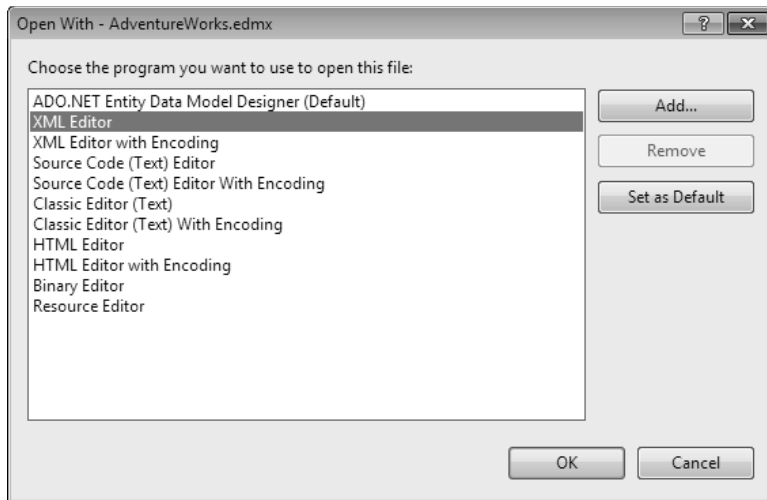 Open With - AdventureWorks.edmx
Choose the program you want to use to open this file:
ADO.NET Entity Data Model Designer (Default)
XML Editor
XML Editor with Encoding
Source Code (Text) Editor
Source Code (Text) Editor With Encoding
Classic Editor (Text)
Classic Editor (Text) With Encoding
HTML Editor
HTML Editor with Encoding
Binary Editor
Resource Editor
Add...
Remove
Set as Default
OK
Cancel